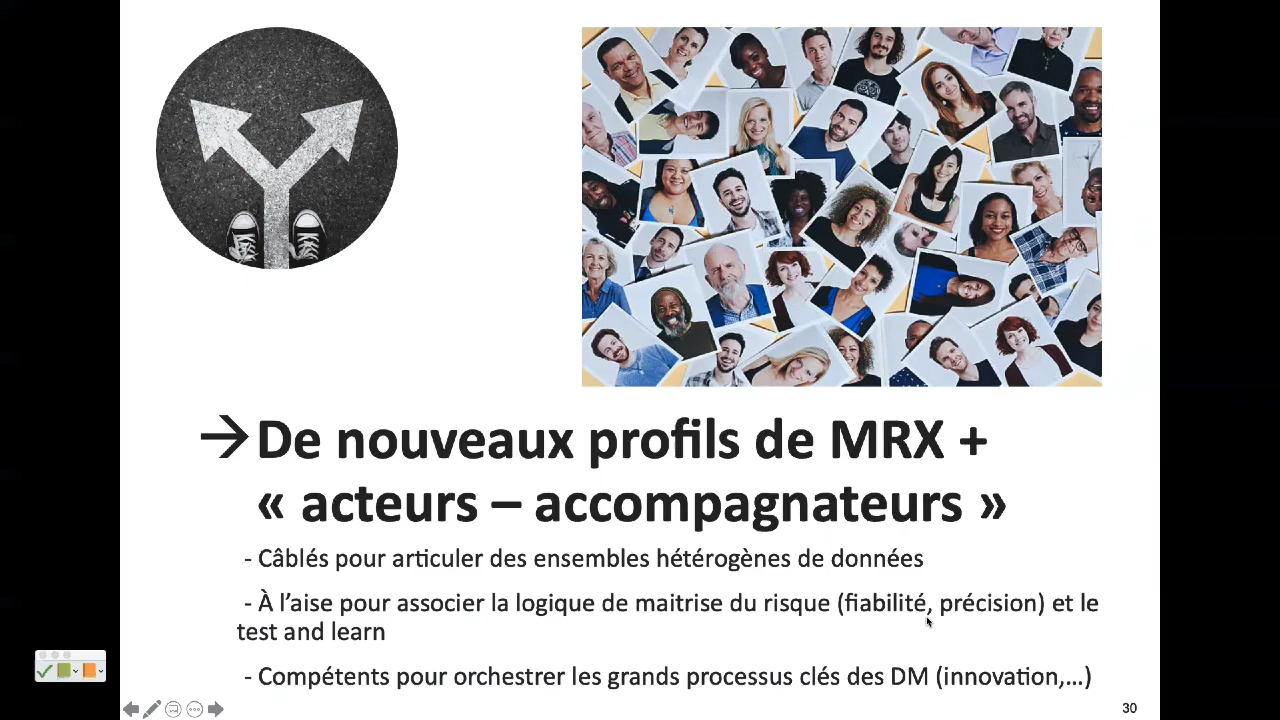 →De nouveaux profils de MRX +
« acteurs – accompagnateurs »
- Câblés pour articuler des ensembles hétérogènes de données
- À l’aise pour associer la logique de maitrise du risque (fiabilité, précision) et le
test and learn
- Compétents pour orchestrer les grands processus clés des DM (innovation,...)
30